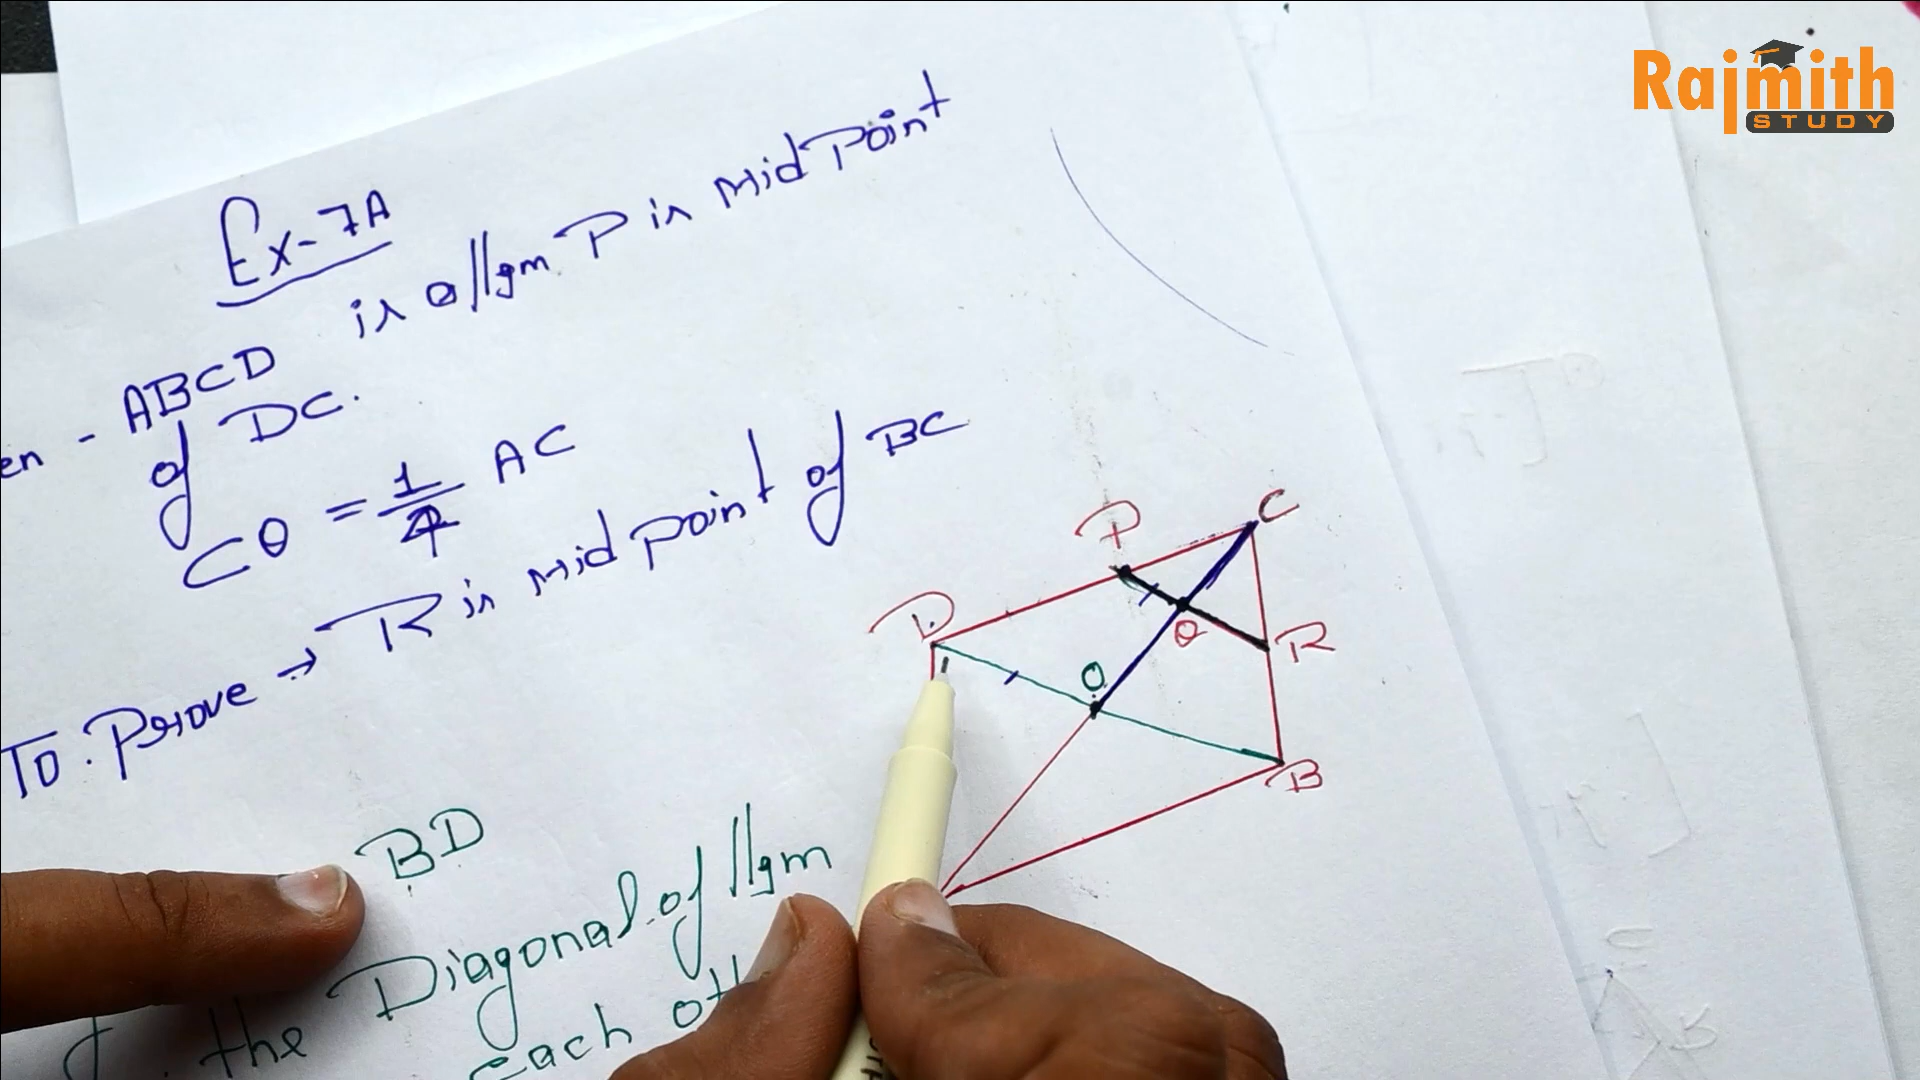 Rajmith
STUDY
Ex-7A
en - ABCD is a //gm P is mid point
of DC.
CQ = 1/4 AC
To Prove → R is mid point of BC
BD
the Diagonal of //gm
each oth
P
C
D
Q
R
O
B